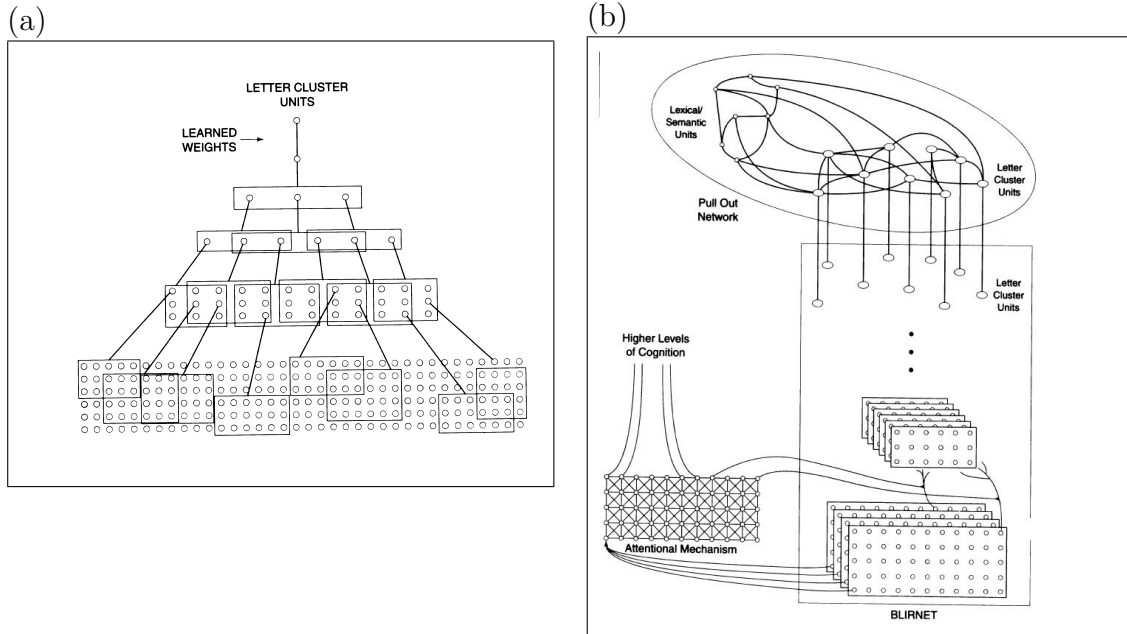 (a)
LETTER CLUSTER
UNITS
LEARNED
WEIGHTS
(b)
Lexical/
Semantic
Units
Letter
Cluster
Units
Pull Out
Network
Letter
Cluster
Units
Higher Levels
of Cognition
Attentional Mechanism
BLIRNET